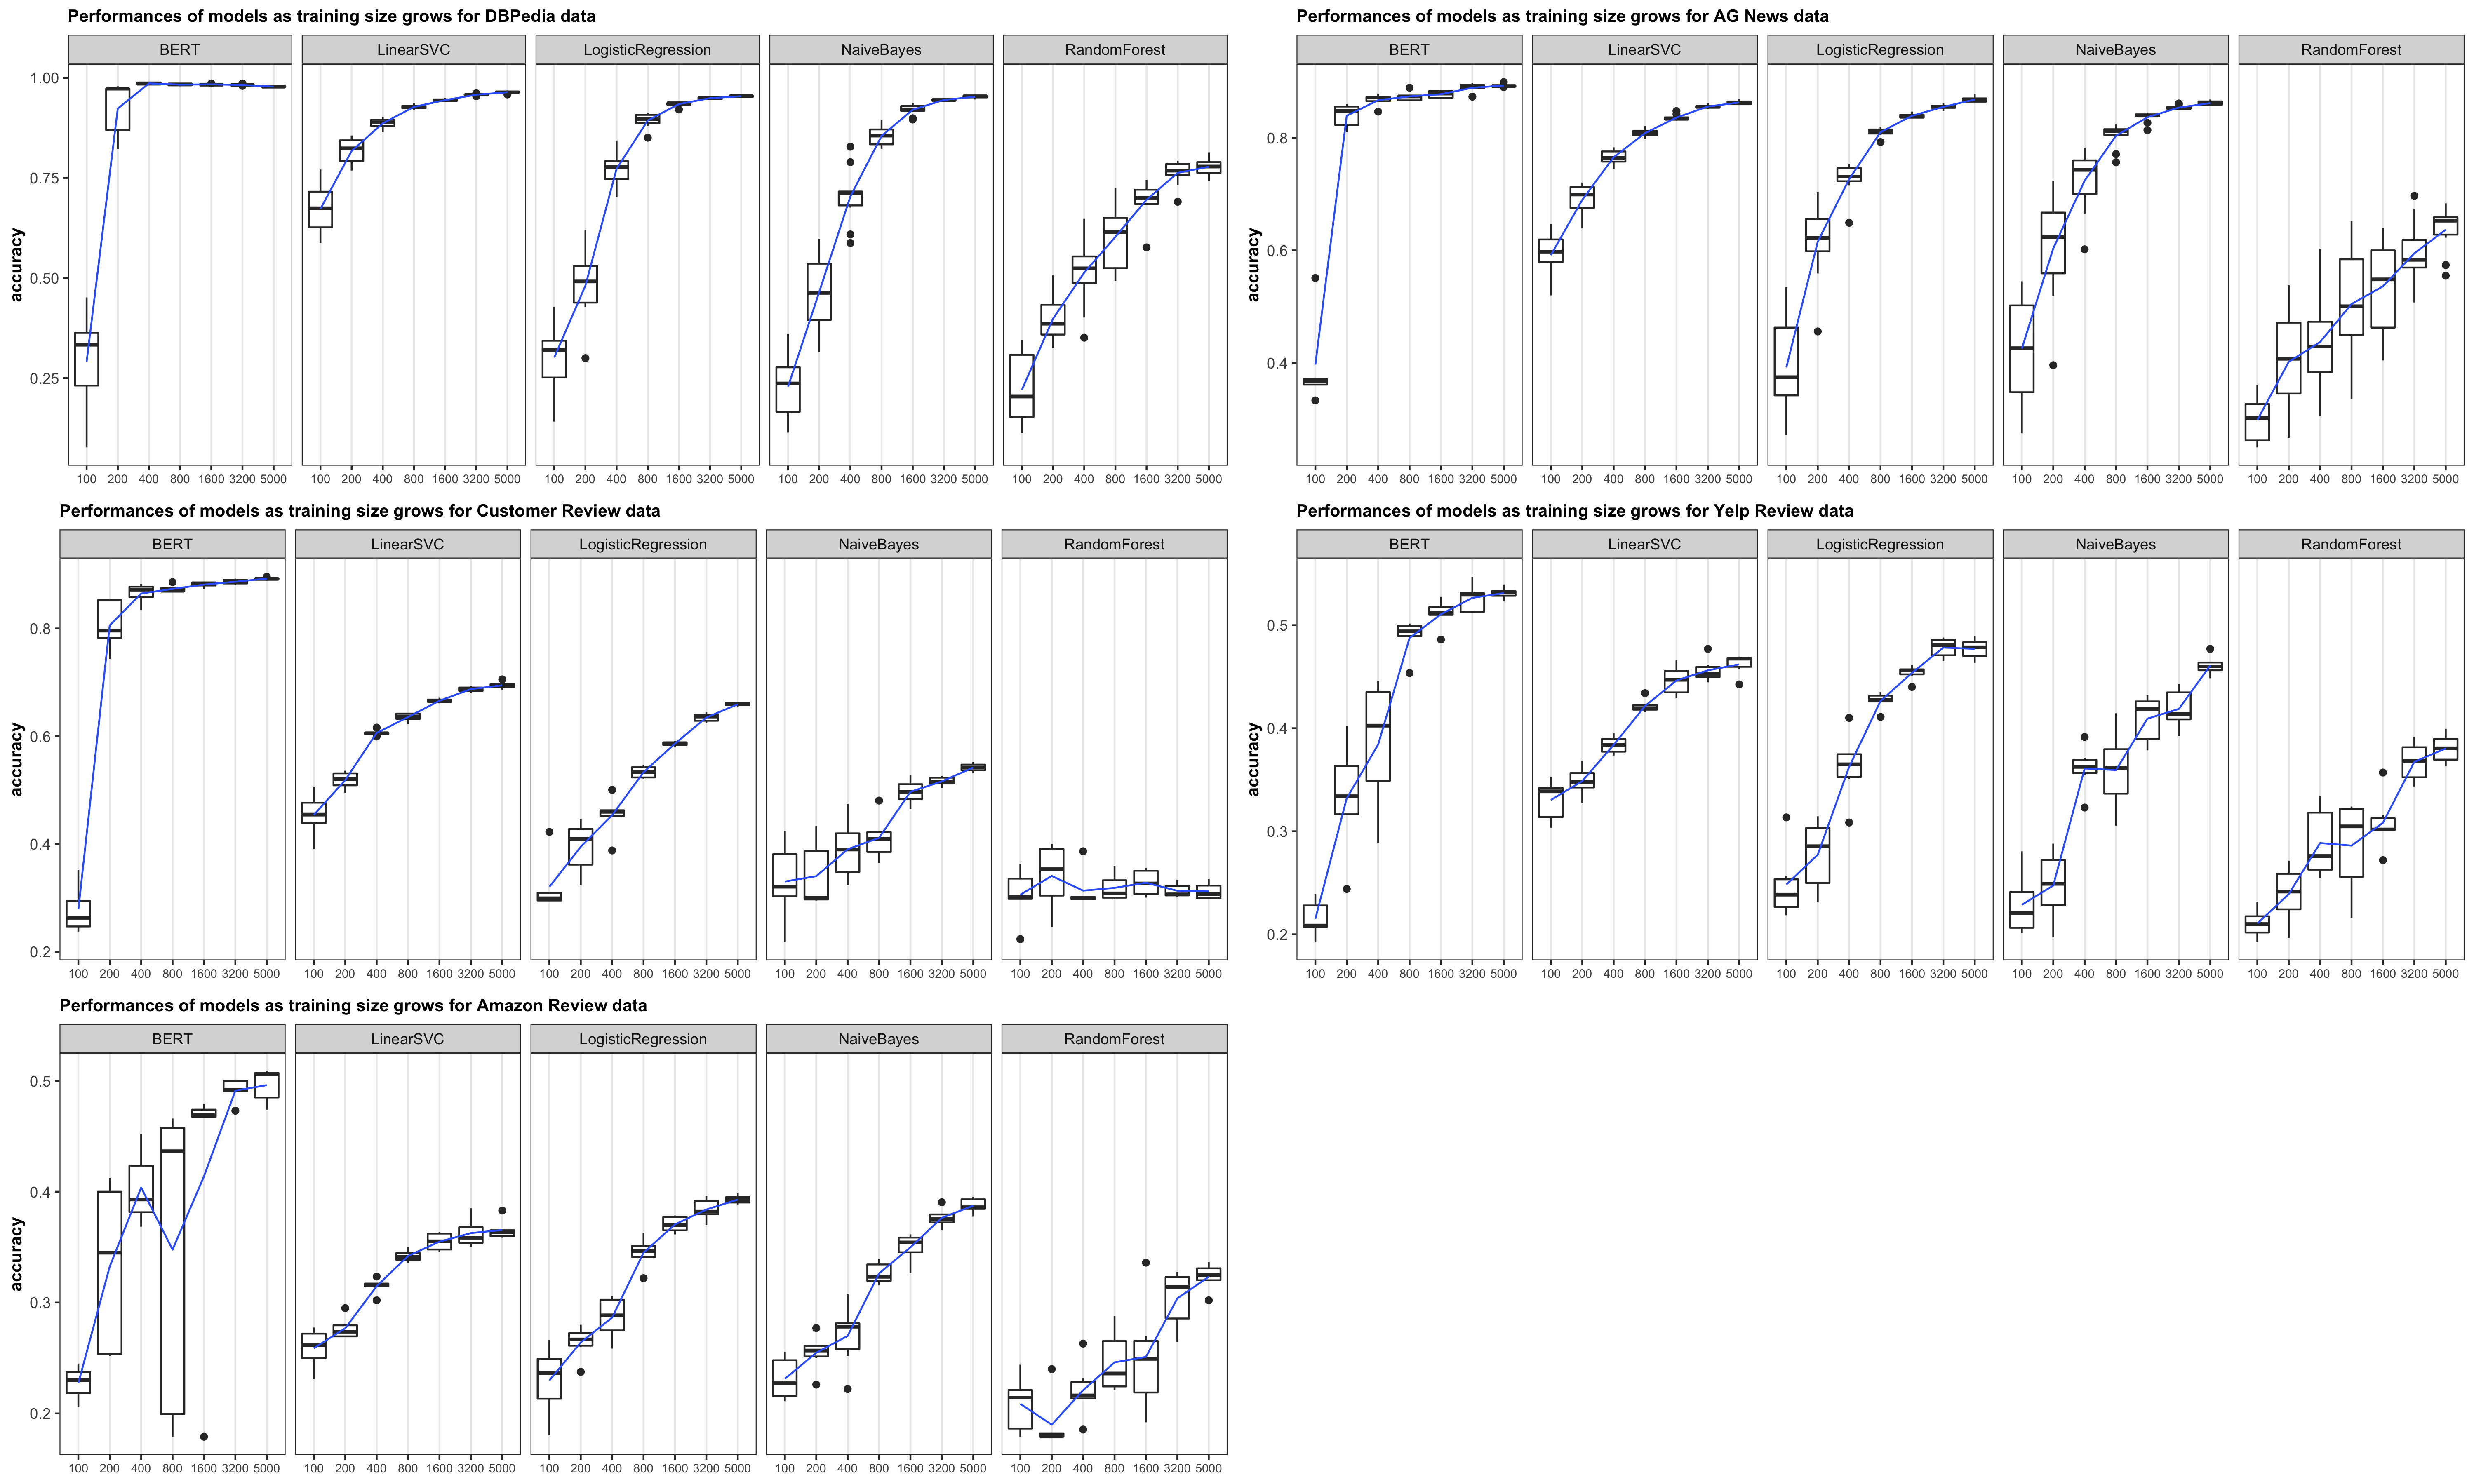 Performances of models as training size grows for DBPedia data
BERT LinearSVC LogisticRegression NaiveBayes RandomForest
accuracy
1.00
0.75
0.50
0.25
100 200 400 800 1600 3200 5000 100 200 400 800 1600 3200 5000 100 200 400 800 1600 3200 5000 100 200 400 800 1600 3200 5000 100 200 400 800 1600 3200 5000
Performances of models as training size grows for AG News data
BERT LinearSVC LogisticRegression NaiveBayes RandomForest
accuracy
0.8
0.6
0.4
100 200 400 800 1600 3200 5000 100 200 400 800 1600 3200 5000 100 200 400 800 1600 3200 5000 100 200 400 800 1600 3200 5000 100 200 400 800 1600 3200 5000
Performances of models as training size grows for Customer Review data
BERT LinearSVC LogisticRegression NaiveBayes RandomForest
accuracy
0.8
0.6
0.4
0.2
100 200 400 800 1600 3200 5000 100 200 400 800 1600 3200 5000 100 200 400 800 1600 3200 5000 100 200 400 800 1600 3200 5000 100 200 400 800 1600 3200 5000
Performances of models as training size grows for Yelp Review data
BERT LinearSVC LogisticRegression NaiveBayes RandomForest
accuracy
0.5
0.4
0.3
0.2
100 200 400 800 1600 3200 5000 100 200 400 800 1600 3200 5000 100 200 400 800 1600 3200 5000 100 200 400 800 1600 3200 5000 100 200 400 800 1600 3200 5000
Performances of models as training size grows for Amazon Review data
BERT LinearSVC LogisticRegression NaiveBayes RandomForest
accuracy
0.5
0.4
0.3
0.2
100 200 400 800 1600 3200 5000 100 200 400 800 1600 3200 5000 100 200 400 800 1600 3200 5000 100 200 400 800 1600 3200 5000 100 200 400 800 1600 3200 5000